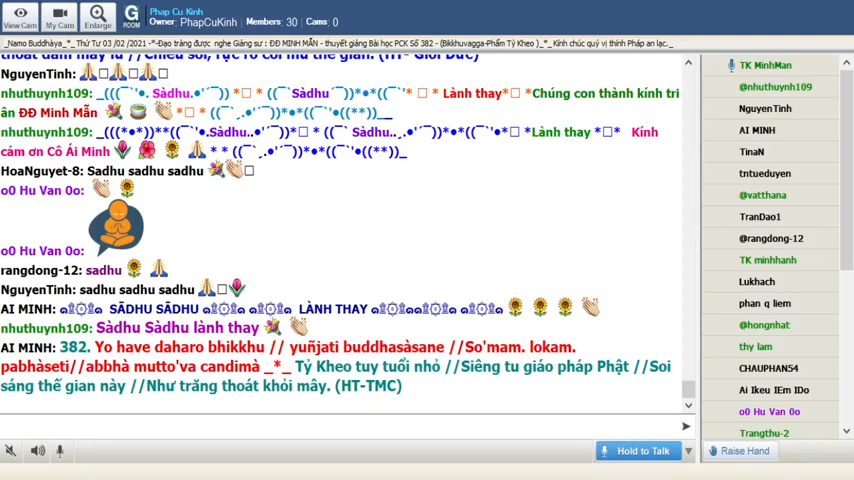 View Cam
My Cam
Enlarge
G ROOM
Phap Cu Kinh
Owner: PhapCuKinh Members: 30 Cams: 0
_Namo Buddhàya_*_ Thứ Tư 03 /02 /2021 -*-Đạo tràng được nghe Giảng sư : ĐĐ MINH MẪN - thuyết giảng Bài học PCK Số 382 - (Bikkhuvagga-Phẩm Tỳ Kheo )_*_ Kính chúc quý vị thính Pháp an lạc._
NguyenTinh: 🙏🙏🙏
nhuthuynh109: _(((¯`'•. Sàdhu.•'´¯)) *□ * ((¯`Sàdhu´¯))*•*((¯`'* □ * Lành thay*□ *Chúng con thành kính tri
ân ĐĐ Minh Mẫn
nhuthuynh109: _(((*•*))**((¯`'•.Sàdhu..•'´¯))*□ * ((¯` Sàdhu..,.•'´¯))*•*((¯`'•*□ *Lành thay *□* Kính
cám ơn Cô Ái Minh
HoaNguyet-8: Sadhu sadhu sadhu
o0 Hu Van 0o:
o0 Hu Van 0o:
rangdong-12: sadhu
NguyenTinh: sadhu sadhu sadhu
AI MINH: SĀDHU SĀDHU LÀNH THAY
nhuthuynh109: Sàdhu Sàdhu lành thay
AI MINH: 382. Yo have daharo bhikkhu // yuñjati buddhasàsane //So'mam. lokam.
pabhàseti//abbhà mutto'va candimà _*_ Tỳ Kheo tuy tuổi nhỏ //Siêng tu giáo pháp Phật //Soi
sáng thế gian này //Như trăng thoát khỏi mây. (HT-TMC)
Hold to Talk
Raise Hand
TK MinhMan
@nhuthuynh109
NguyenTinh
AI MINH
TinaN
tntueduyen
@vatthana
TranDao1
@rangdong-12
TK minhhanh
Lukhach
phan q liem
@hongnhat
thy lam
CHAUPHAN54
Ai lkeu IEm IDo
o0 Hu Van 0o
Trangthu-2